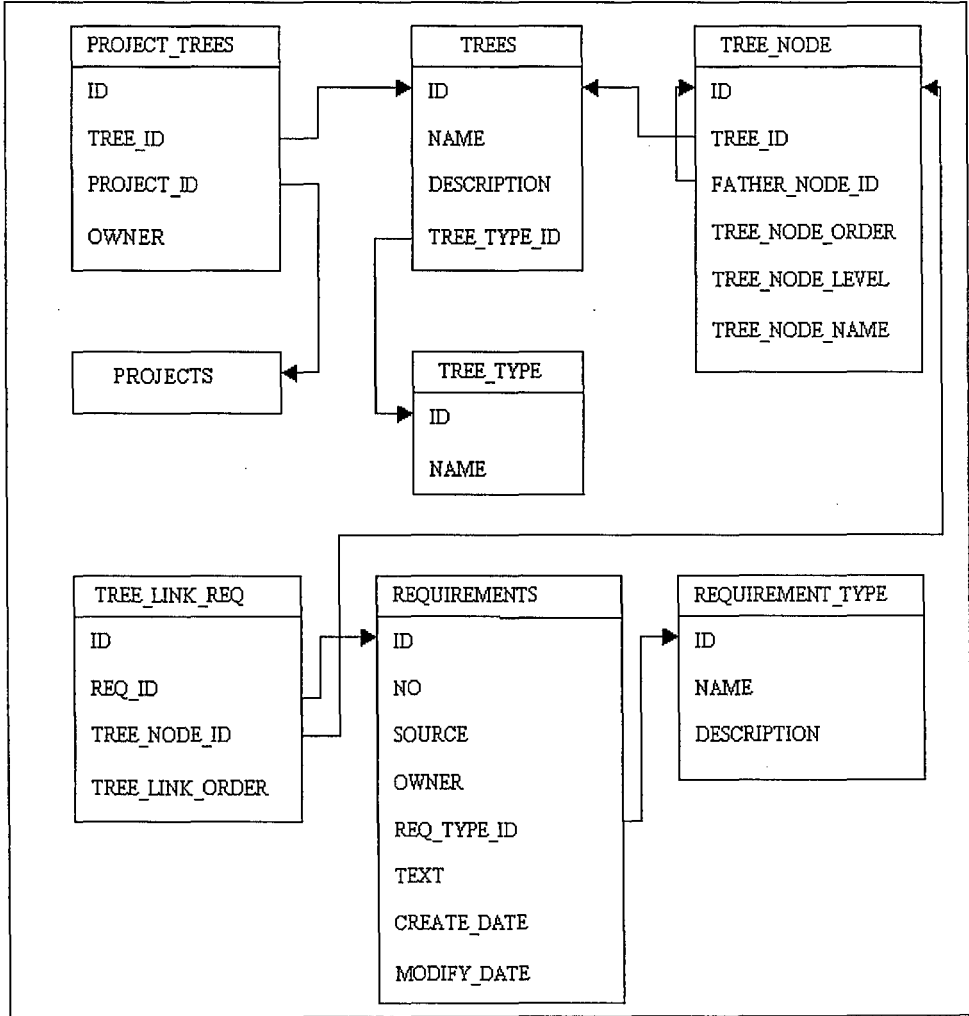 PROJECT_TREES
ID
TREE_ID
PROJECT_ID
OWNER
TREES
ID
NAME
DESCRIPTION
TREE_TYPE_ID
TREE_NODE
ID
TREE_ID
FATHER_NODE_ID
TREE_NODE_ORDER
TREE_NODE_LEVEL
TREE_NODE_NAME
PROJECTS
TREE_TYPE
ID
NAME
TREE_LINK_REQ
ID
REQ_ID
TREE_NODE_ID
TREE_LINK_ORDER
REQUIREMENTS
ID
NO
SOURCE
OWNER
REQ_TYPE_ID
TEXT
CREATE_DATE
MODIFY_DATE
REQUIREMENT_TYPE
ID
NAME
DESCRIPTION